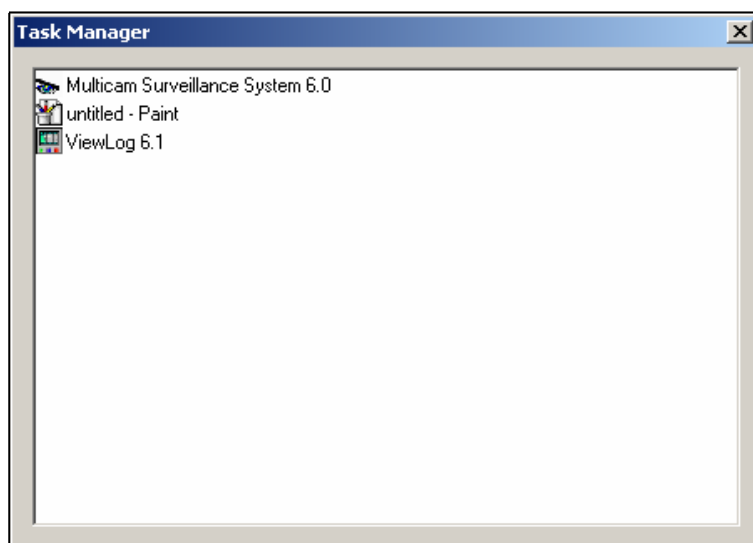 Task Manager
Multicam Surveillance System 6.0
untitled - Paint
ViewLog 6.1